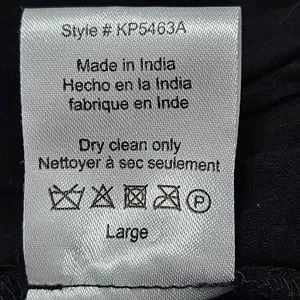 Style # KP5463A
Made in India
Hecho en la India
fabrique en Inde
Dry clean only
Nettoyer à sec seulement
P
Large